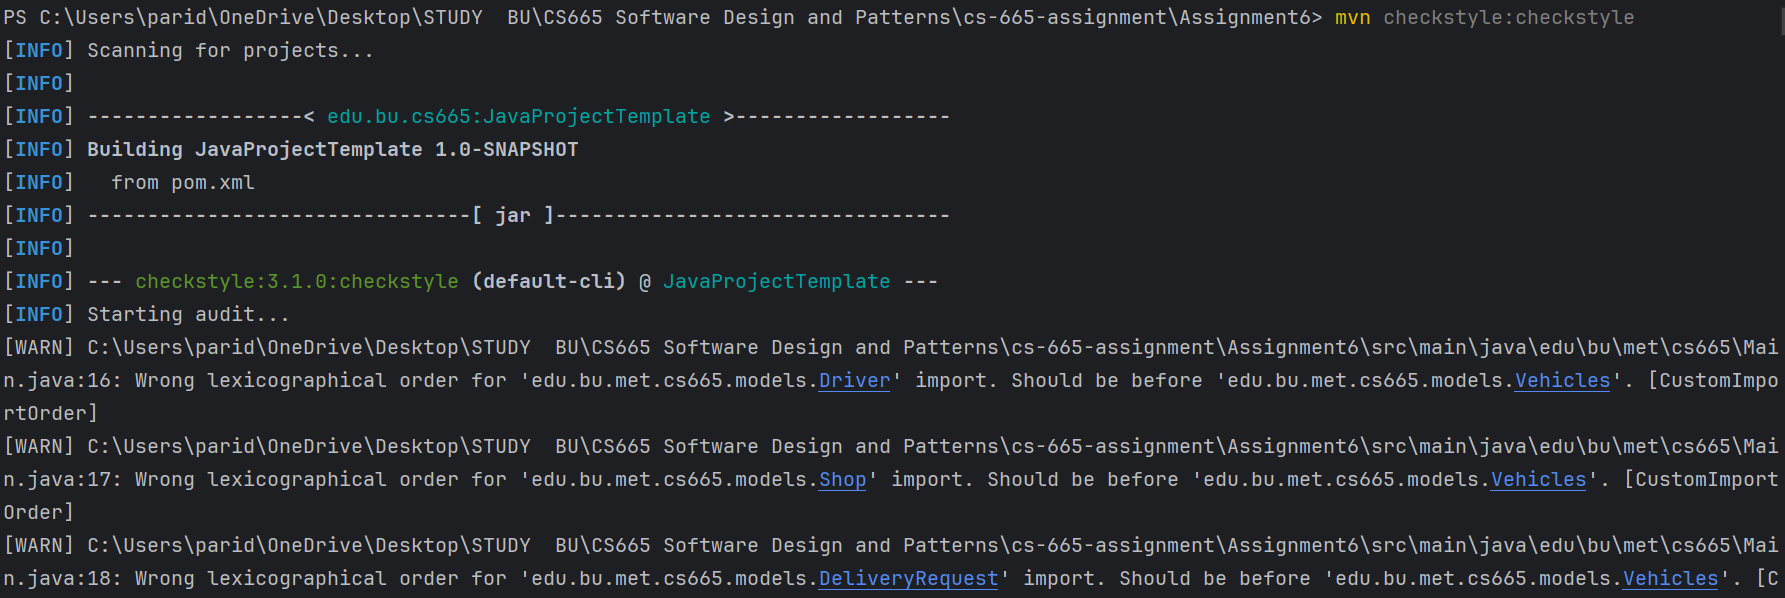 PS C:\Users\parid\OneDrive\Desktop\STUDY  BU\CS665 Software Design and Patterns\cs-665-assignment\Assignment6> mvn checkstyle:checkstyle
[INFO] Scanning for projects...
[INFO]
[INFO] ------------------< edu.bu.cs665:JavaProjectTemplate >------------------
[INFO] Building JavaProjectTemplate 1.0-SNAPSHOT
[INFO]   from pom.xml
[INFO] --------------------------------[ jar ]---------------------------------
[INFO]
[INFO] --- checkstyle:3.1.0:checkstyle (default-cli) @ JavaProjectTemplate ---
[INFO] Starting audit...
[WARN] C:\Users\parid\OneDrive\Desktop\STUDY  BU\CS665 Software Design and Patterns\cs-665-assignment\Assignment6\src\main\java\edu\bu\met\cs665\Mai
n.java:16: Wrong lexicographical order for 'edu.bu.met.cs665.models.Driver' import. Should be before 'edu.bu.met.cs665.models.Vehicles'. [CustomImpo
rtOrder]
[WARN] C:\Users\parid\OneDrive\Desktop\STUDY  BU\CS665 Software Design and Patterns\cs-665-assignment\Assignment6\src\main\java\edu\bu\met\cs665\Mai
n.java:17: Wrong lexicographical order for 'edu.bu.met.cs665.models.Shop' import. Should be before 'edu.bu.met.cs665.models.Vehicles'. [CustomImport
Order]
[WARN] C:\Users\parid\OneDrive\Desktop\STUDY  BU\CS665 Software Design and Patterns\cs-665-assignment\Assignment6\src\main\java\edu\bu\met\cs665\Mai
n.java:18: Wrong lexicographical order for 'edu.bu.met.cs665.models.DeliveryRequest' import. Should be before 'edu.bu.met.cs665.models.Vehicles'. [C